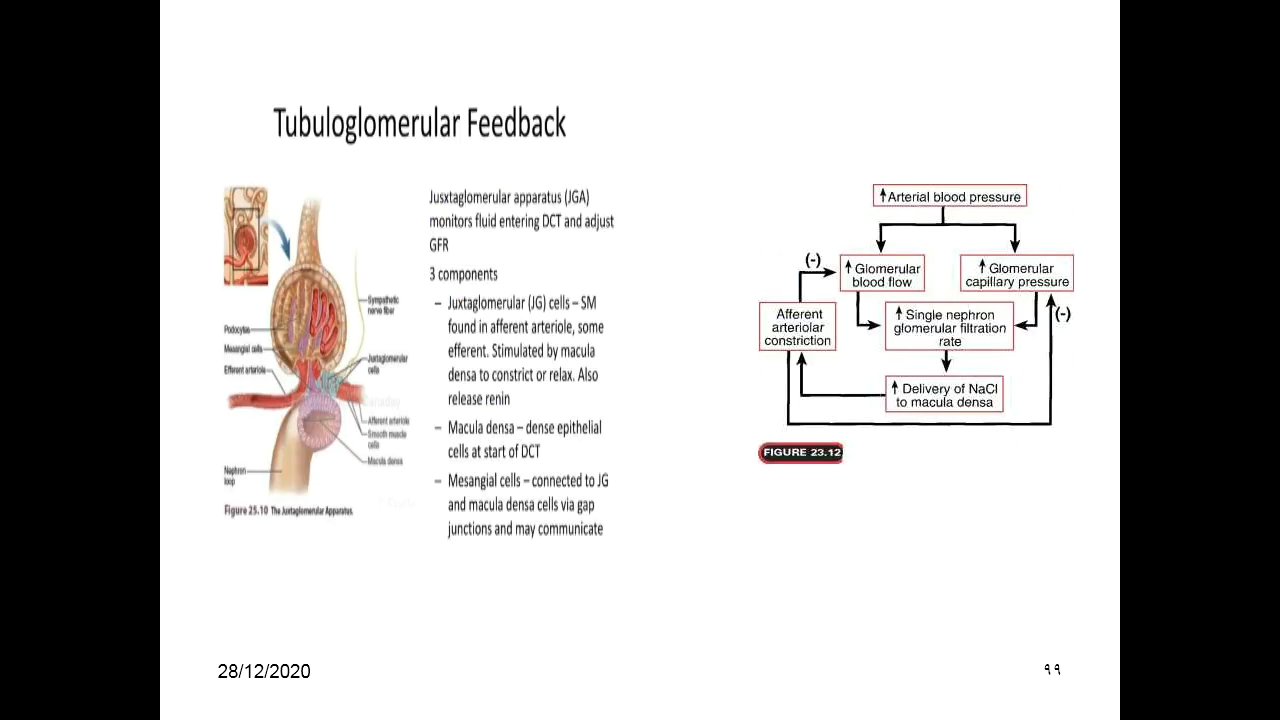 Tubuloglomerular Feedback
Jusxtaglomerular apparatus (JGA)
monitors fluid entering DCT and adjust
GFR
3 components
– Juxtaglomerular (JG) cells – SM
found in afferent arteriole, some
efferent. Stimulated by macula
densa to constrict or relax. Also
release renin
– Macula densa – dense epithelial
cells at start of DCT
– Mesangial cells – connected to JG
and macula densa cells via gap
junctions and may communicate
Sympathetic
nerve fiber
Podocytes
Mesangial cells
Efferent arteriole
Juxtaglomerular
cells
Afferent arteriole
Smooth muscle
cells
Macula densa
Nephron
loop
Figure 25.10 The Juxtaglomerular Apparatus.
↑ Arterial blood pressure
(-)
↑ Glomerular
blood flow
↑ Glomerular
capillary pressure
(-)
Afferent
arteriolar
constriction
↑ Single nephron
glomerular filtration
rate
↑ Delivery of NaCl
to macula densa
FIGURE 23.12
28/12/2020
٩٩